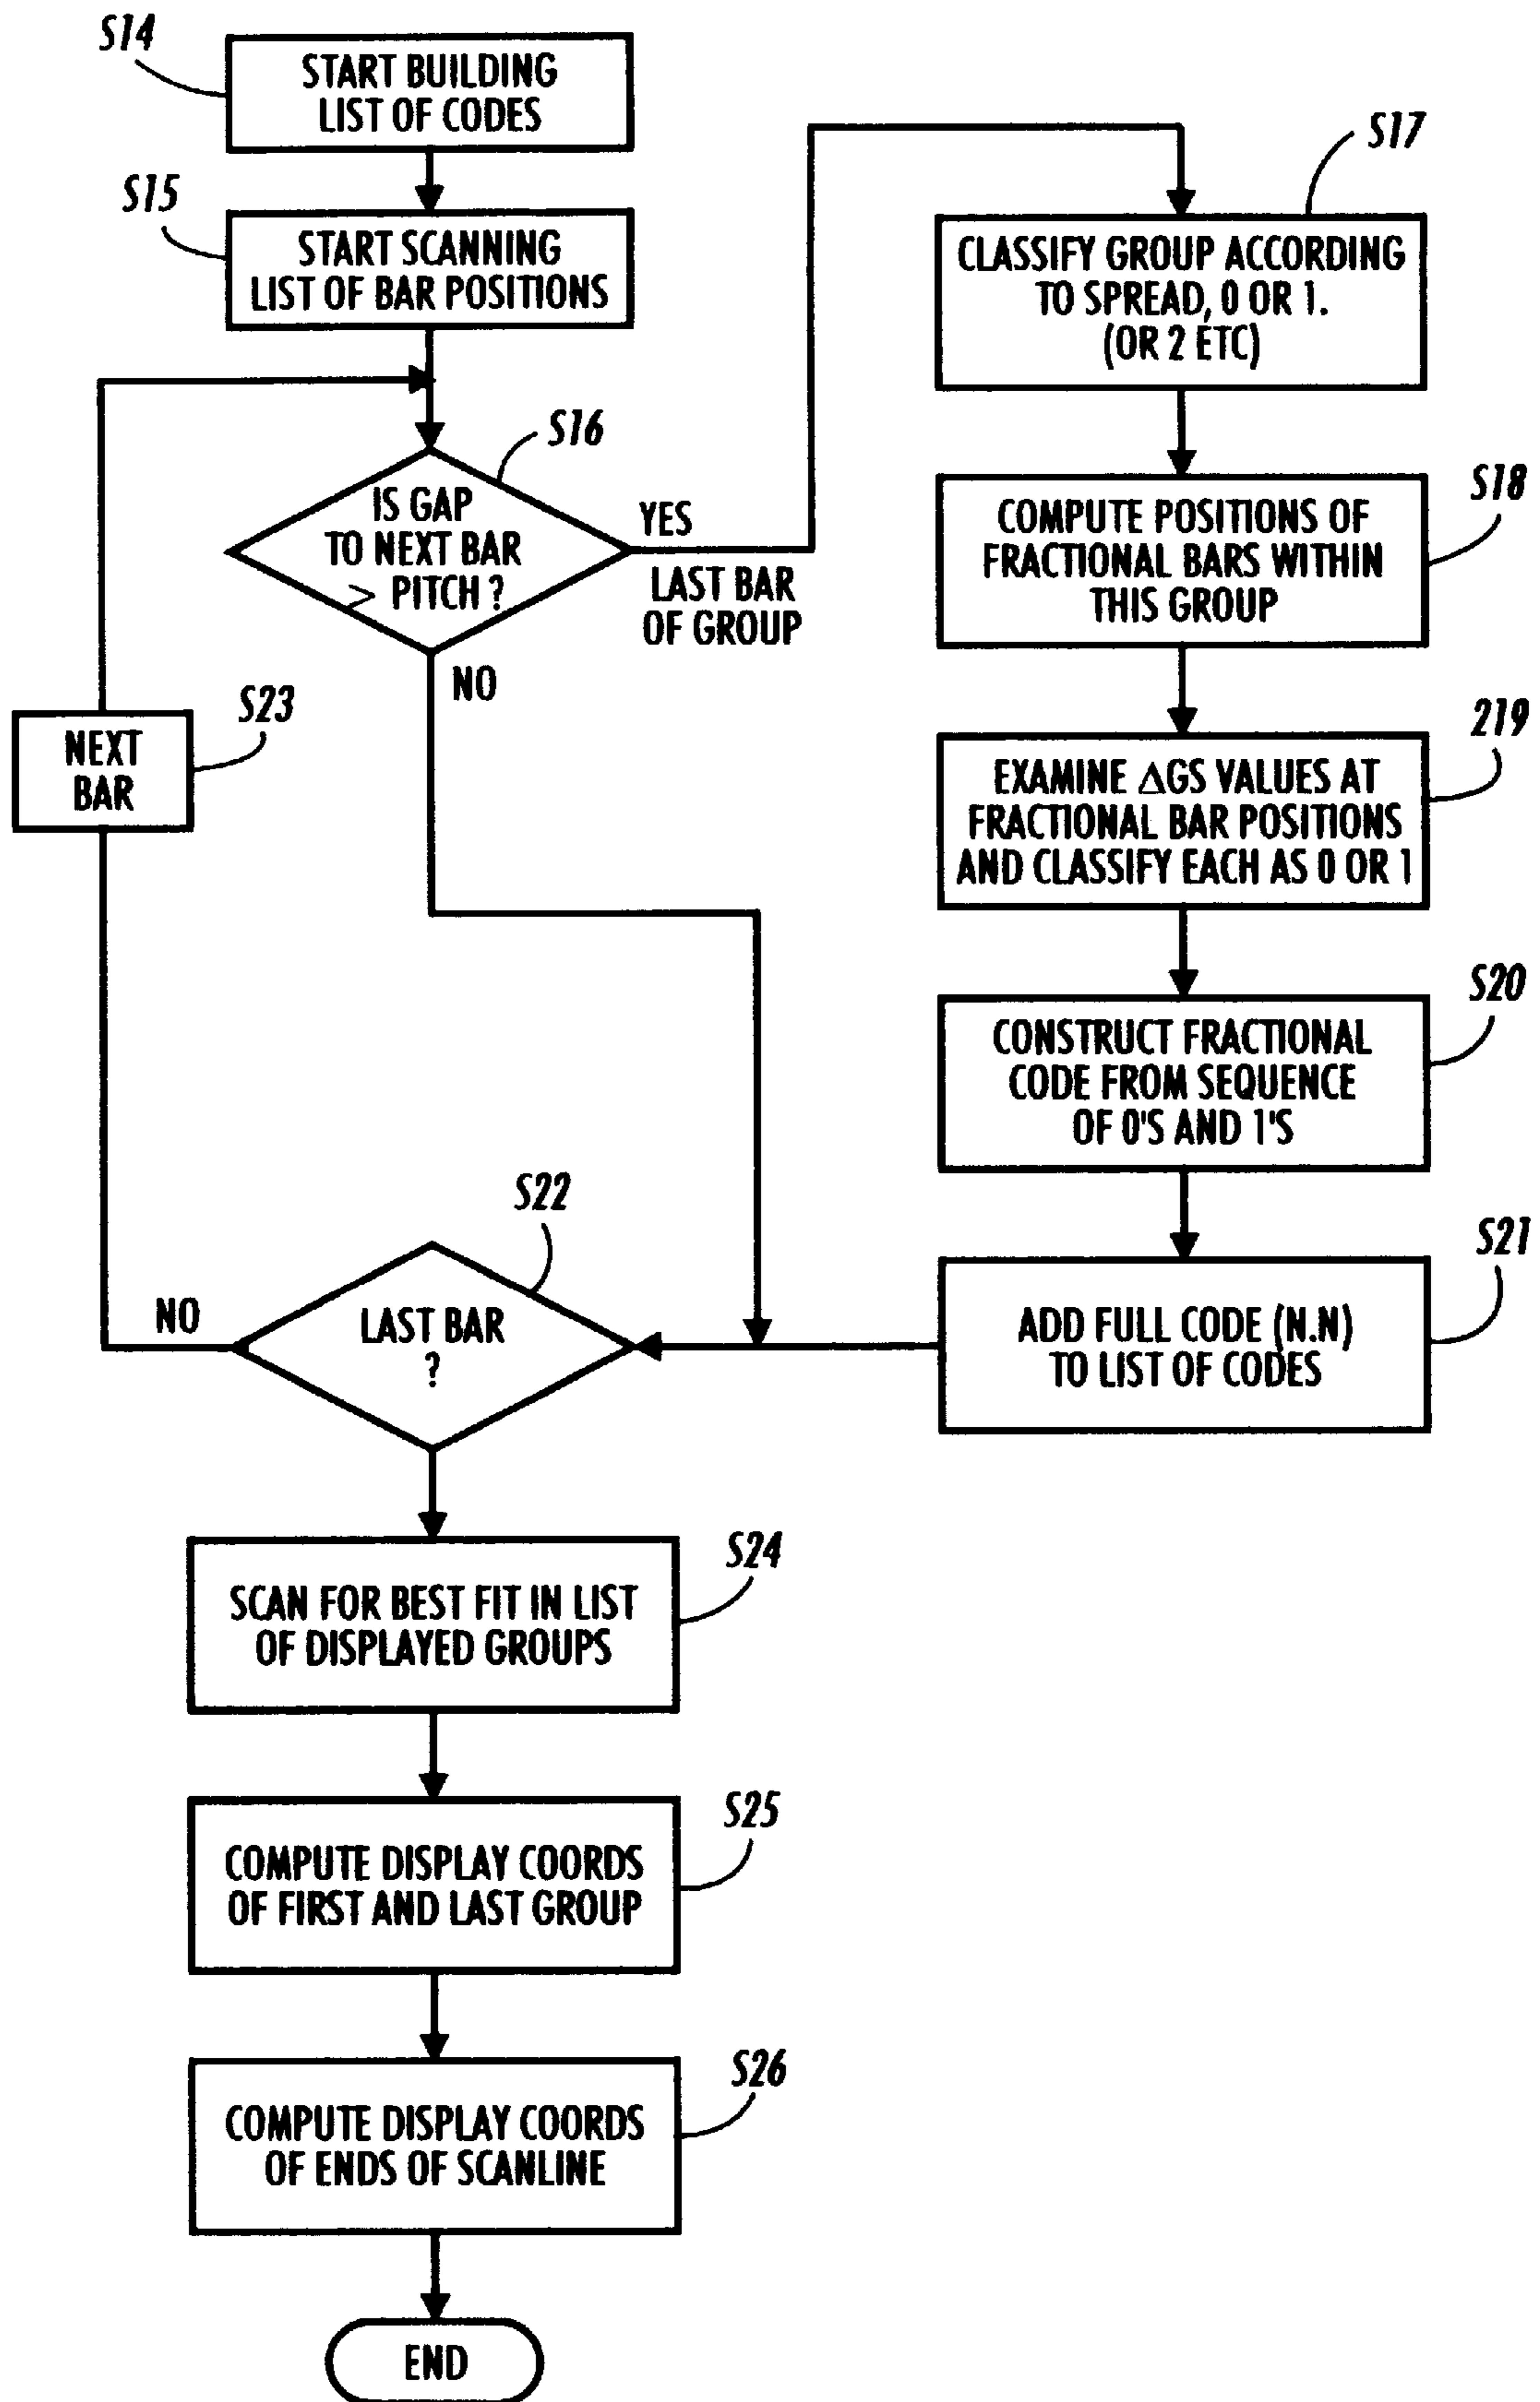 S14
START BUILDING
LIST OF CODES
S15
START SCANNING
LIST OF BAR POSITIONS
S16
IS GAP
TO NEXT BAR
> PITCH ?
YES
LAST BAR
OF GROUP
NO
S17
CLASSIFY GROUP ACCORDING
TO SPREAD, 0 OR 1.
(OR 2 ETC)
S18
COMPUTE POSITIONS OF
FRACTIONAL BARS WITHIN
THIS GROUP
219
EXAMINE ΔGS VALUES AT
FRACTIONAL BAR POSITIONS
AND CLASSIFY EACH AS 0 OR 1
S20
CONSTRUCT FRACTIONAL
CODE FROM SEQUENCE
OF 0'S AND 1'S
S21
ADD FULL CODE (N.N)
TO LIST OF CODES
S22
LAST BAR
?
NO
S23
NEXT
BAR
S24
SCAN FOR BEST FIT IN LIST
OF DISPLAYED GROUPS
S25
COMPUTE DISPLAY COORDS
OF FIRST AND LAST GROUP
S26
COMPUTE DISPLAY COORDS
OF ENDS OF SCANLINE
END